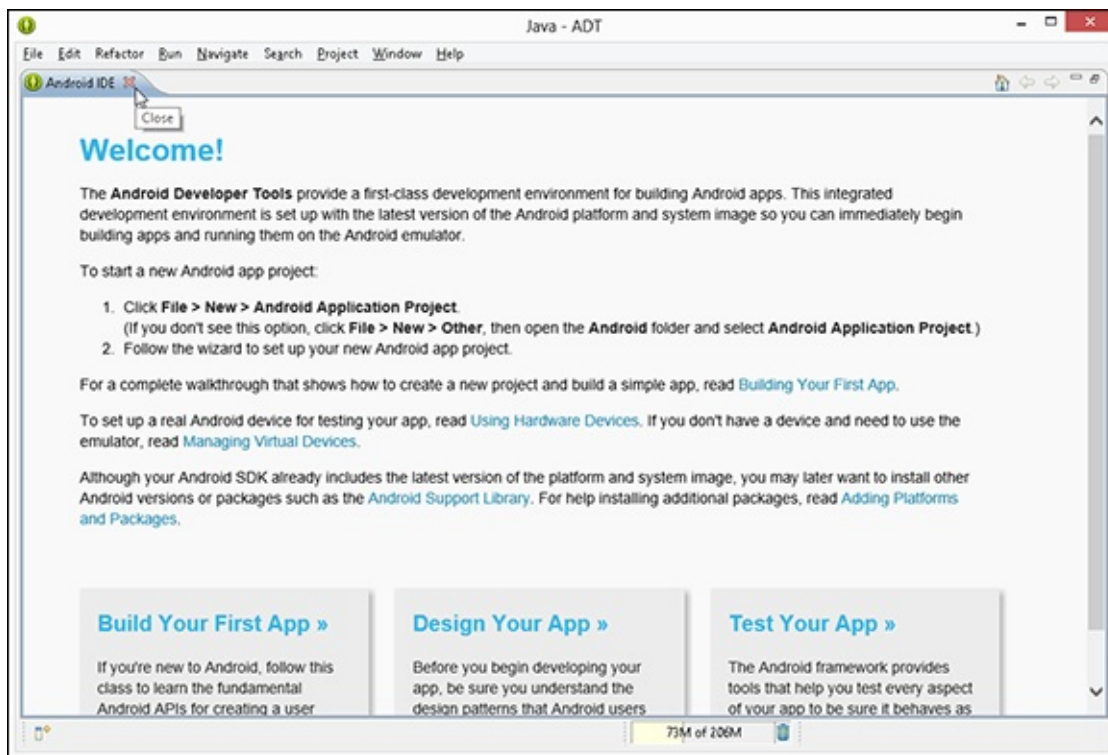 Java - ADT
File Edit Refactor Run Navigate Search Project Window Help
Android IDE
Close
Welcome!
The Android Developer Tools provide a first-class development environment for building Android apps. This integrated
development environment is set up with the latest version of the Android platform and system image so you can immediately begin
building apps and running them on the Android emulator.
To start a new Android app project:
1. Click File > New > Android Application Project.
(If you don't see this option, click File > New > Other, then open the Android folder and select Android Application Project.)
2. Follow the wizard to set up your new Android app project.
For a complete walkthrough that shows how to create a new project and build a simple app, read Building Your First App.
To set up a real Android device for testing your app, read Using Hardware Devices. If you don't have a device and need to use the
emulator, read Managing Virtual Devices.
Although your Android SDK already includes the latest version of the platform and system image, you may later want to install other
Android versions or packages such as the Android Support Library. For help installing additional packages, read Adding Platforms
and Packages.
Build Your First App »
If you're new to Android, follow this
class to learn the fundamental
Android APIs for creating a user
Design Your App »
Before you begin developing your
app, be sure you understand the
design patterns that Android users
Test Your App »
The Android framework provides
tools that help you test every aspect
of your app to be sure it behaves as
73M of 206M